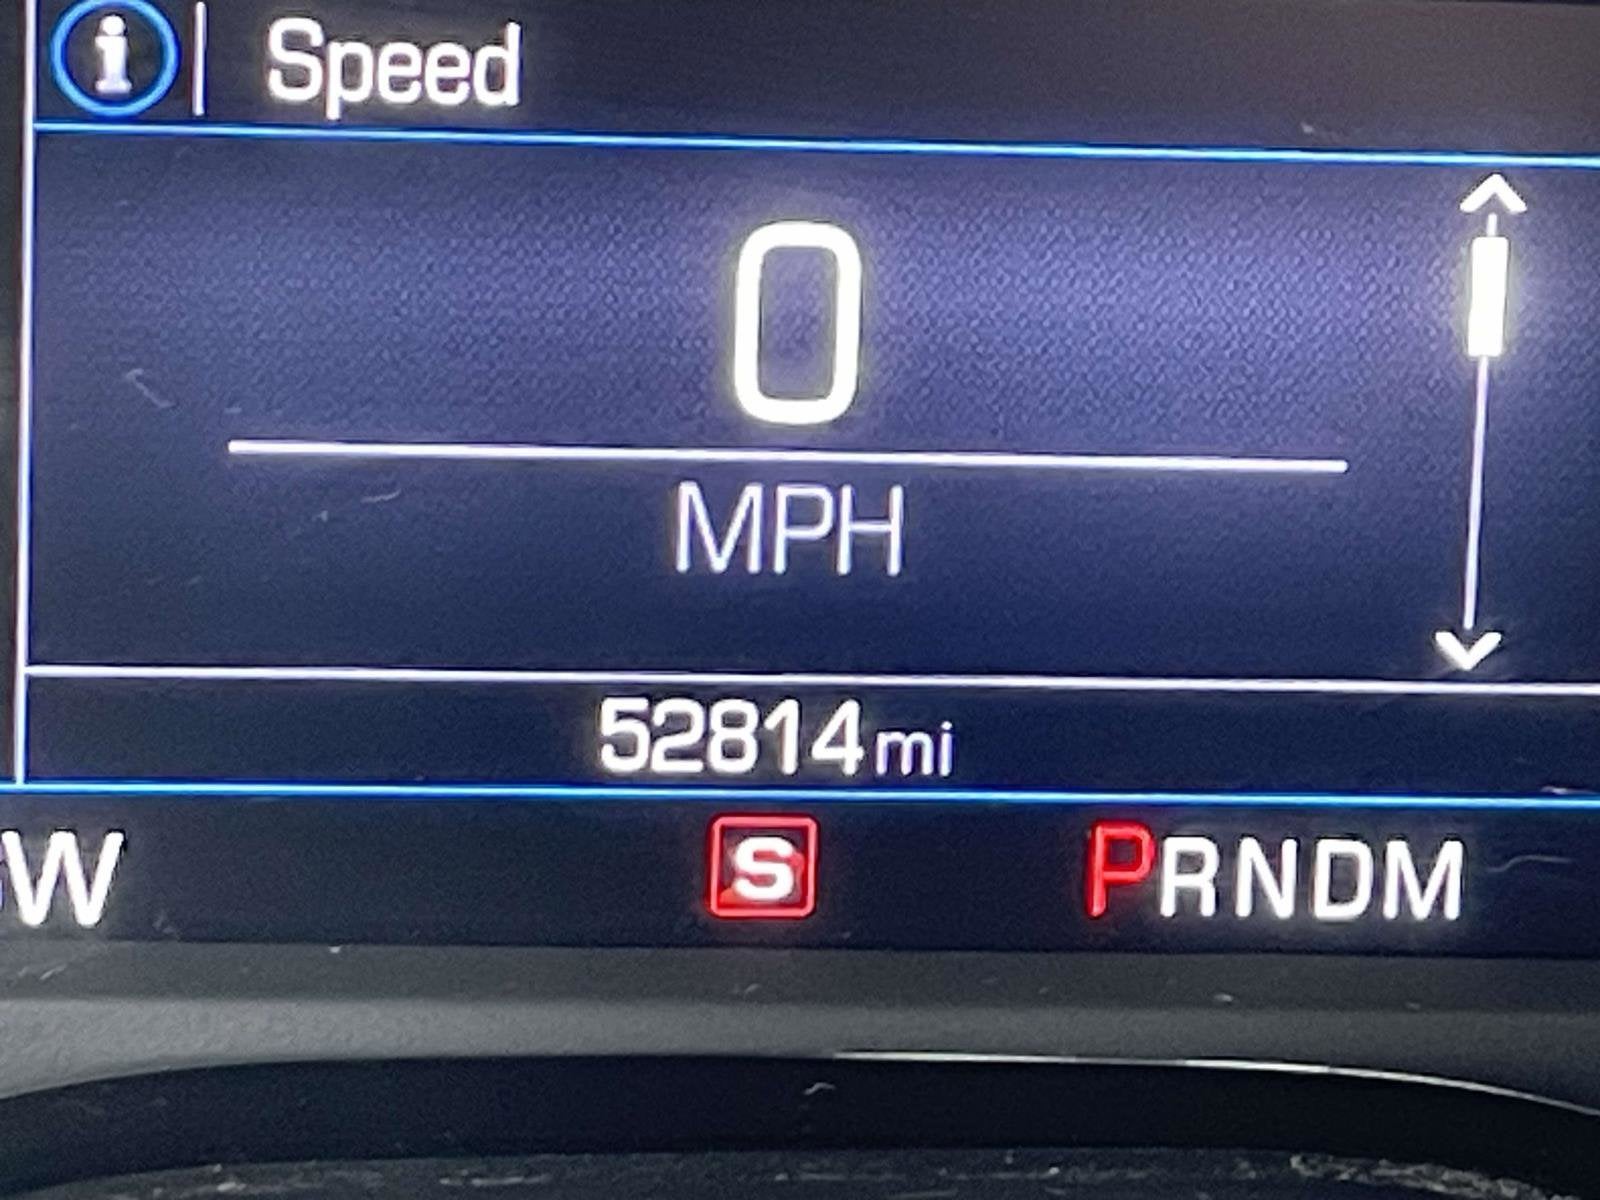 i Speed
0
MPH
52814 mi
W S PRNDM